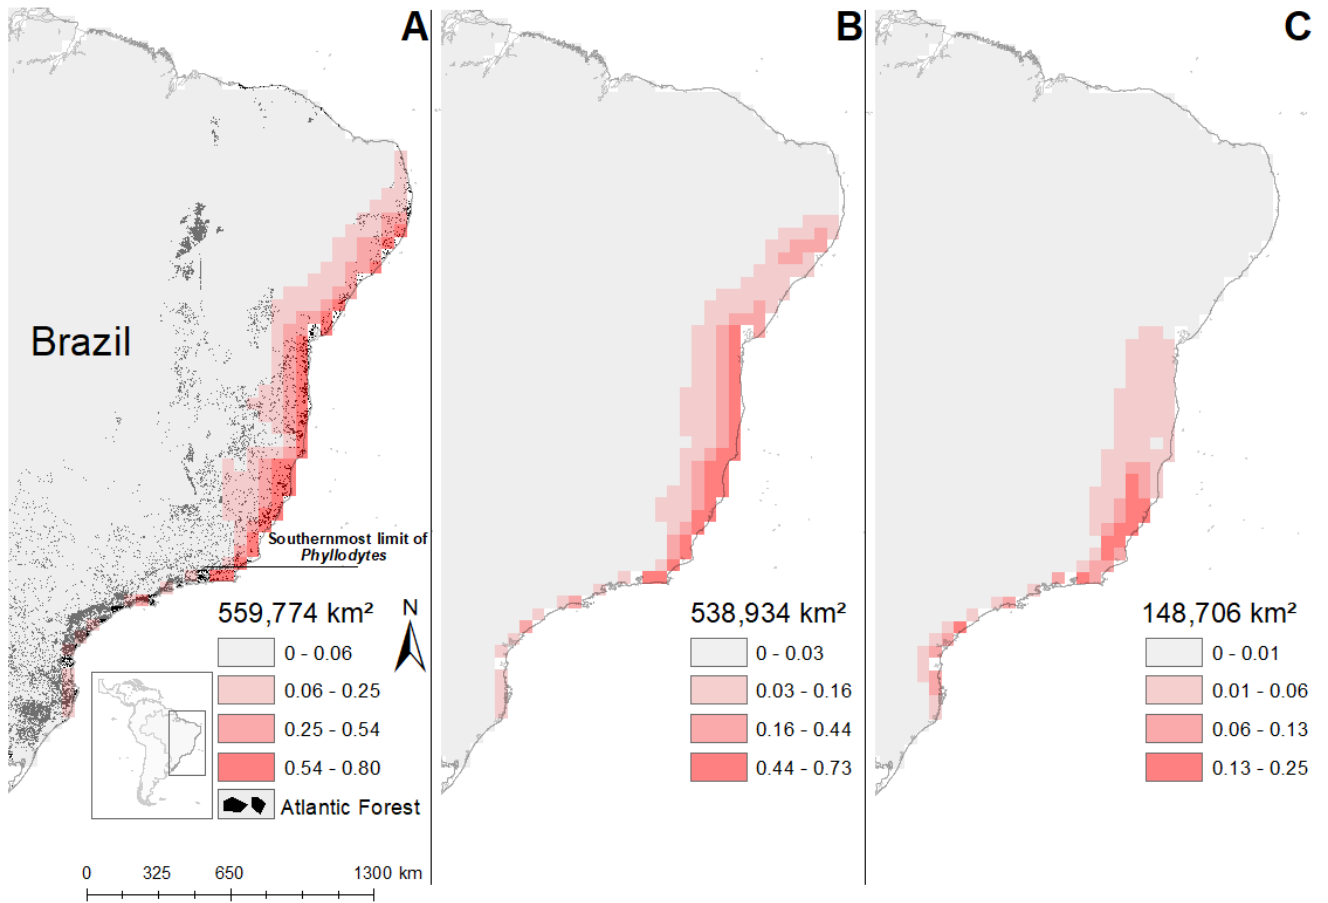 A
B
C
Brazil
Southernmost limit of
Phyllodytes
559,774 km²
0 - 0.06
0.06 - 0.25
0.25 - 0.54
0.54 - 0.80
Atlantic Forest
N
0 325 650 1300 km
538,934 km²
0 - 0.03
0.03 - 0.16
0.16 - 0.44
0.44 - 0.73
148,706 km²
0 - 0.01
0.01 - 0.06
0.06 - 0.13
0.13 - 0.25